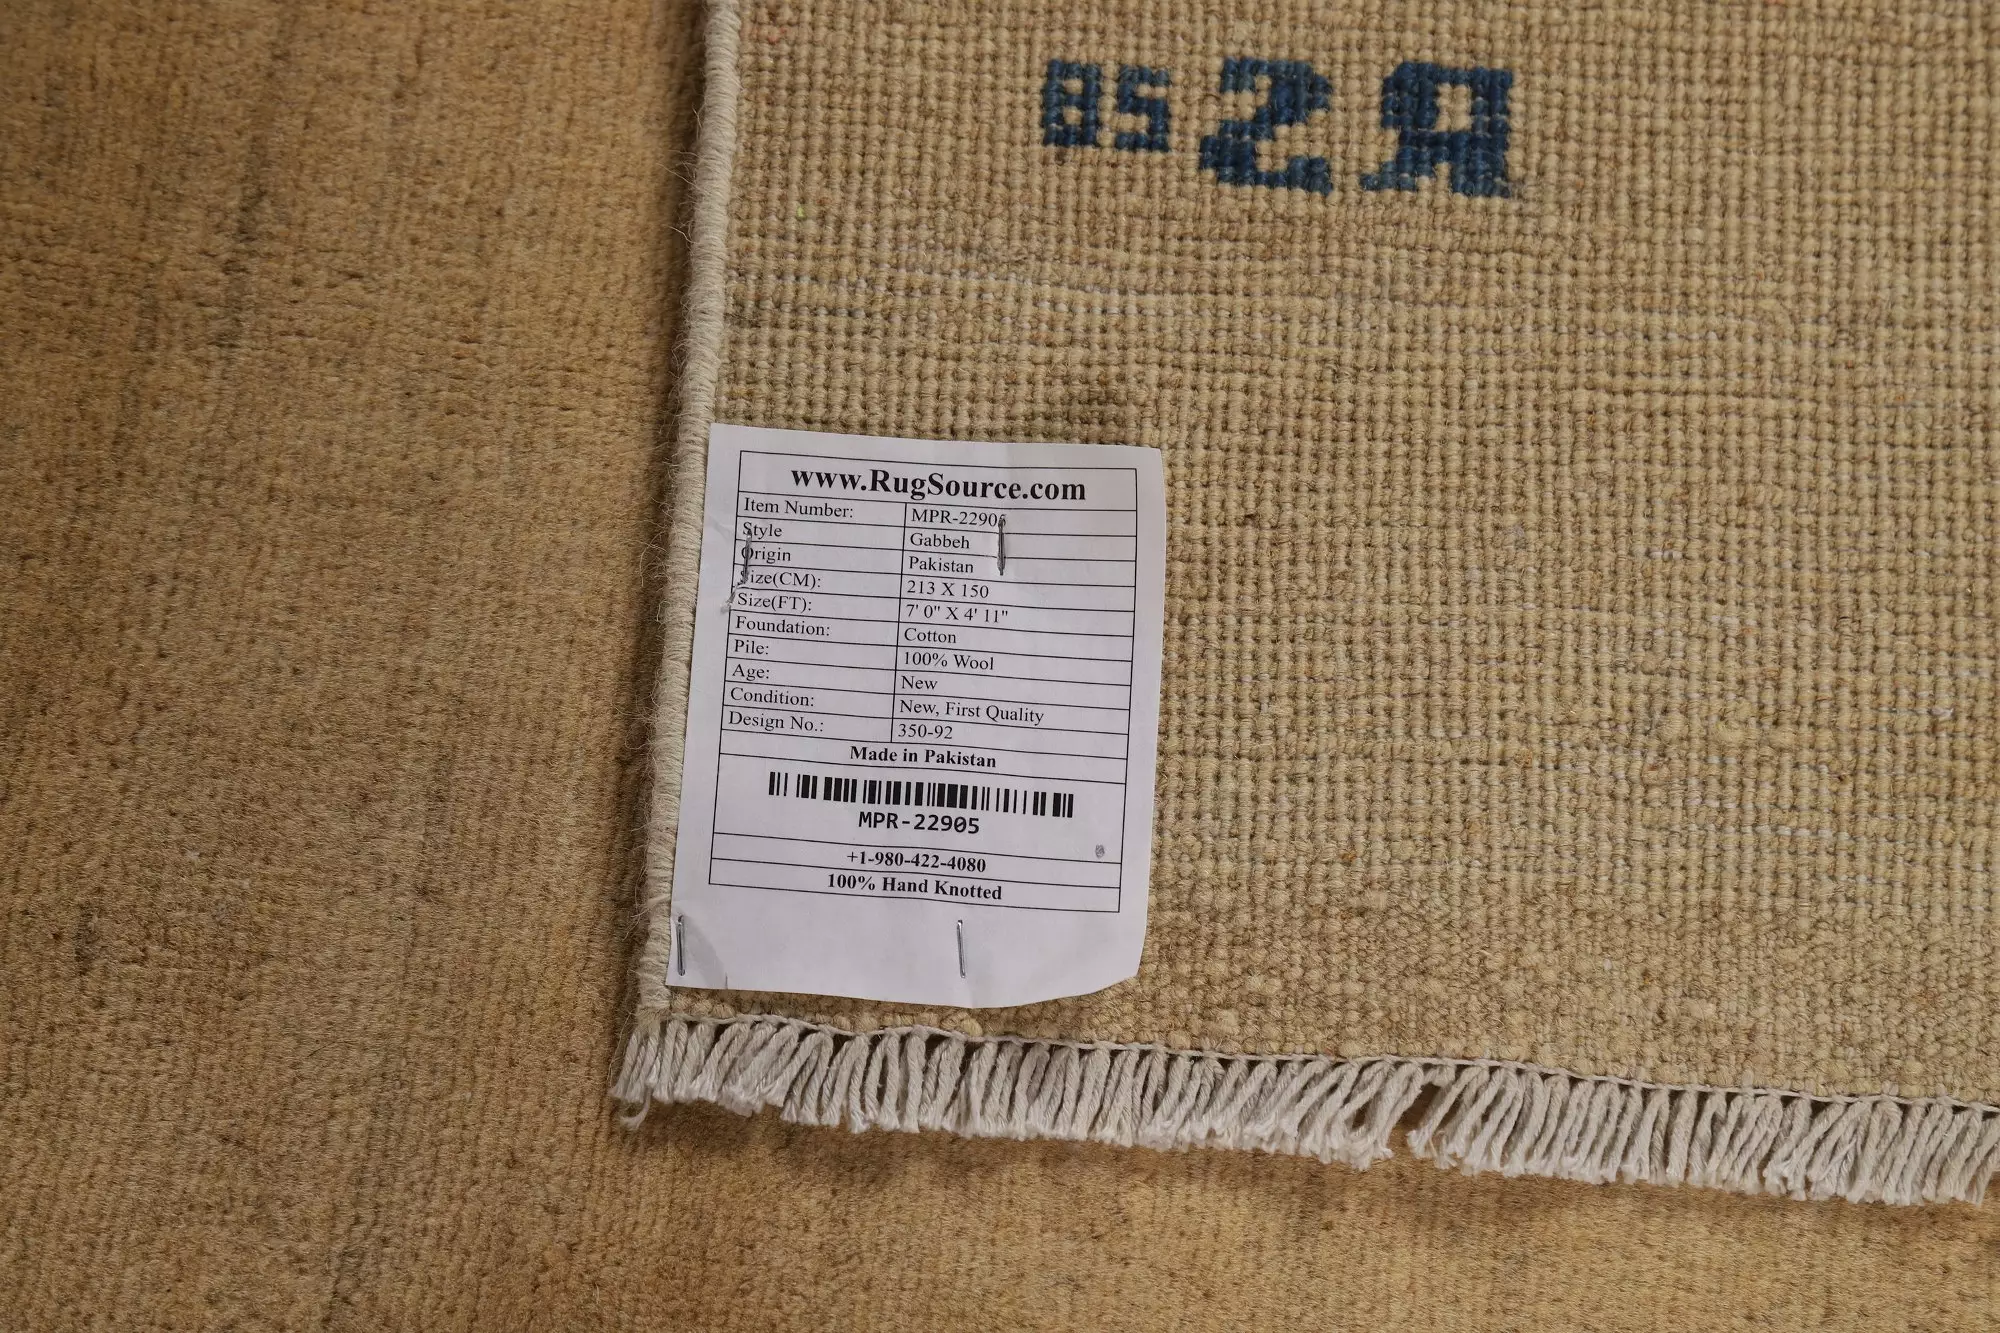 82 2R
www.RugSource.com
Item Number: MPR-22905
Style Gabbeh
Origin Pakistan
Size(CM): 213 X 150
Size(FT): 7' 0" X 4' 11"
Foundation: Cotton
Pile: 100% Wool
Age: New
Condition: New, First Quality
Design No.: 350-92
Made in Pakistan
MPR-22905
+1-980-422-4080
100% Hand Knotted